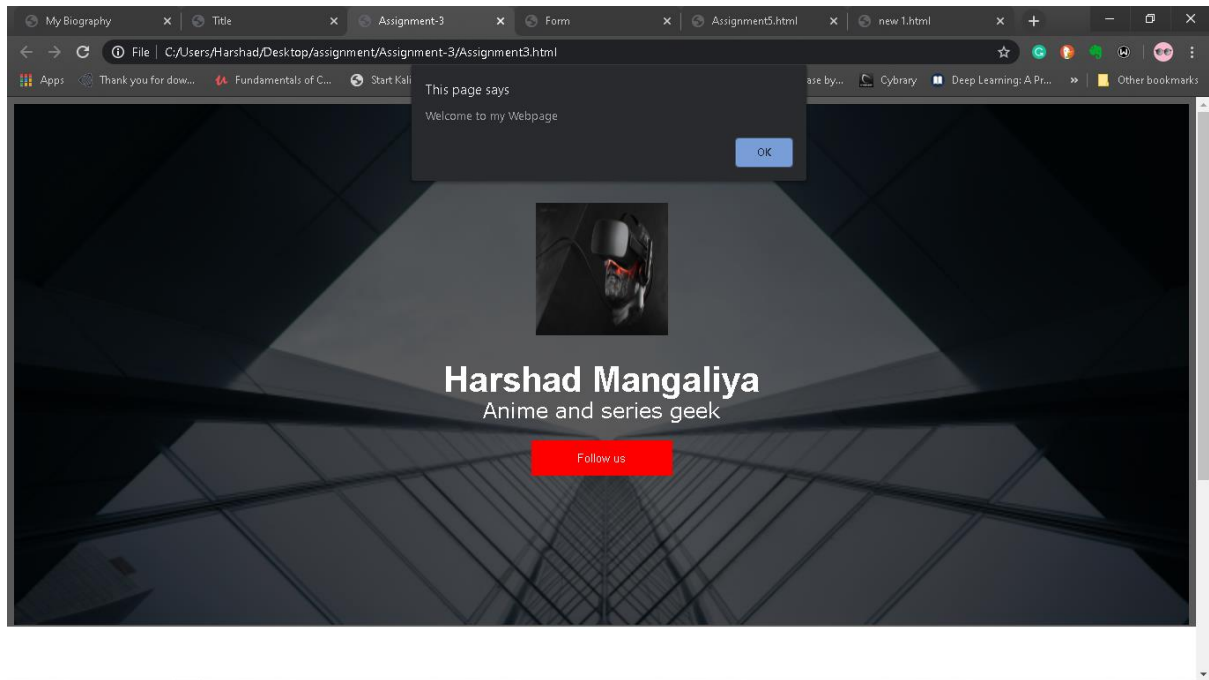 My Biography
Title
Assignment-3
Form
Assignment5.html
new 1.html
File | C:/Users/Harshad/Desktop/assignment/Assignment-3/Assignment3.html
Apps
Thank you for dow...
Fundamentals of C...
Start Kali
ase by...
Cybrary
Deep Learning: A Pr...
»
Other bookmarks
This page says
Welcome to my Webpage
OK
Harshad Mangaliya
Anime and series geek
Follow us